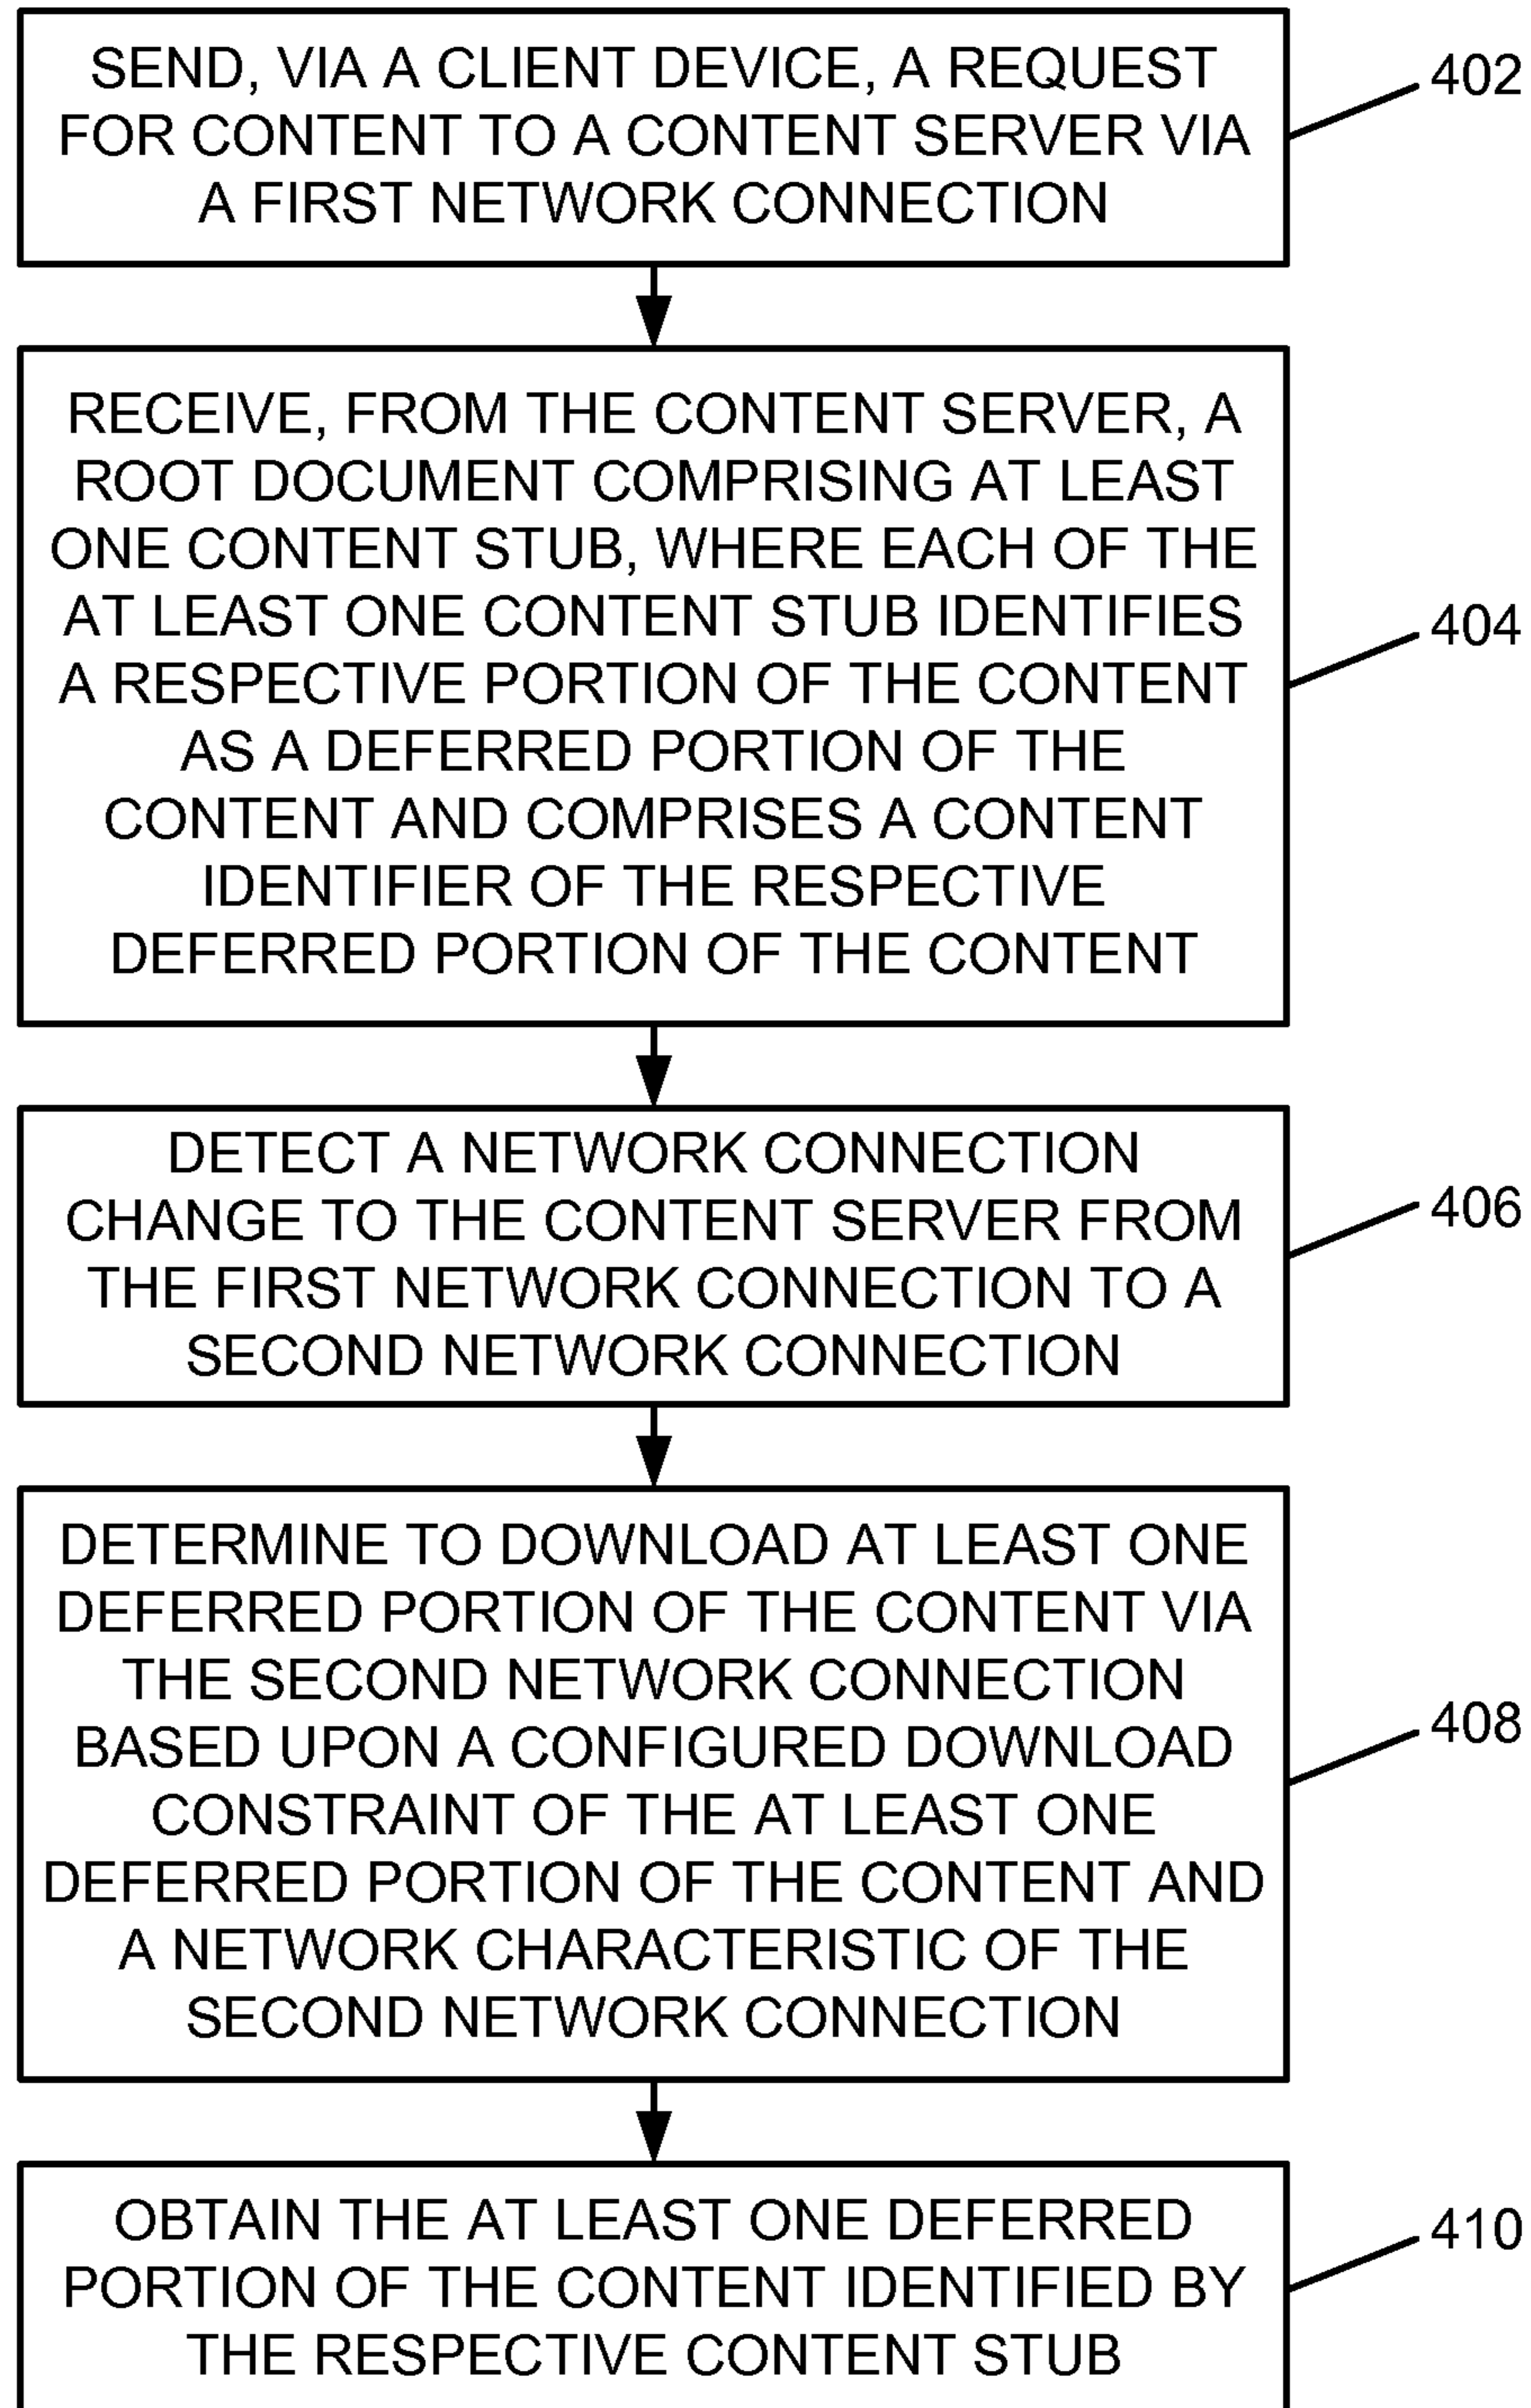 SEND, VIA A CLIENT DEVICE, A REQUEST
FOR CONTENT TO A CONTENT SERVER VIA
A FIRST NETWORK CONNECTION
402
RECEIVE, FROM THE CONTENT SERVER, A
ROOT DOCUMENT COMPRISING AT LEAST
ONE CONTENT STUB, WHERE EACH OF THE
AT LEAST ONE CONTENT STUB IDENTIFIES
A RESPECTIVE PORTION OF THE CONTENT
AS A DEFERRED PORTION OF THE
CONTENT AND COMPRISES A CONTENT
IDENTIFIER OF THE RESPECTIVE
DEFERRED PORTION OF THE CONTENT
404
DETECT A NETWORK CONNECTION
CHANGE TO THE CONTENT SERVER FROM
THE FIRST NETWORK CONNECTION TO A
SECOND NETWORK CONNECTION
406
DETERMINE TO DOWNLOAD AT LEAST ONE
DEFERRED PORTION OF THE CONTENT VIA
THE SECOND NETWORK CONNECTION
BASED UPON A CONFIGURED DOWNLOAD
CONSTRAINT OF THE AT LEAST ONE
DEFERRED PORTION OF THE CONTENT AND
A NETWORK CHARACTERISTIC OF THE
SECOND NETWORK CONNECTION
408
OBTAIN THE AT LEAST ONE DEFERRED
PORTION OF THE CONTENT IDENTIFIED BY
THE RESPECTIVE CONTENT STUB
410